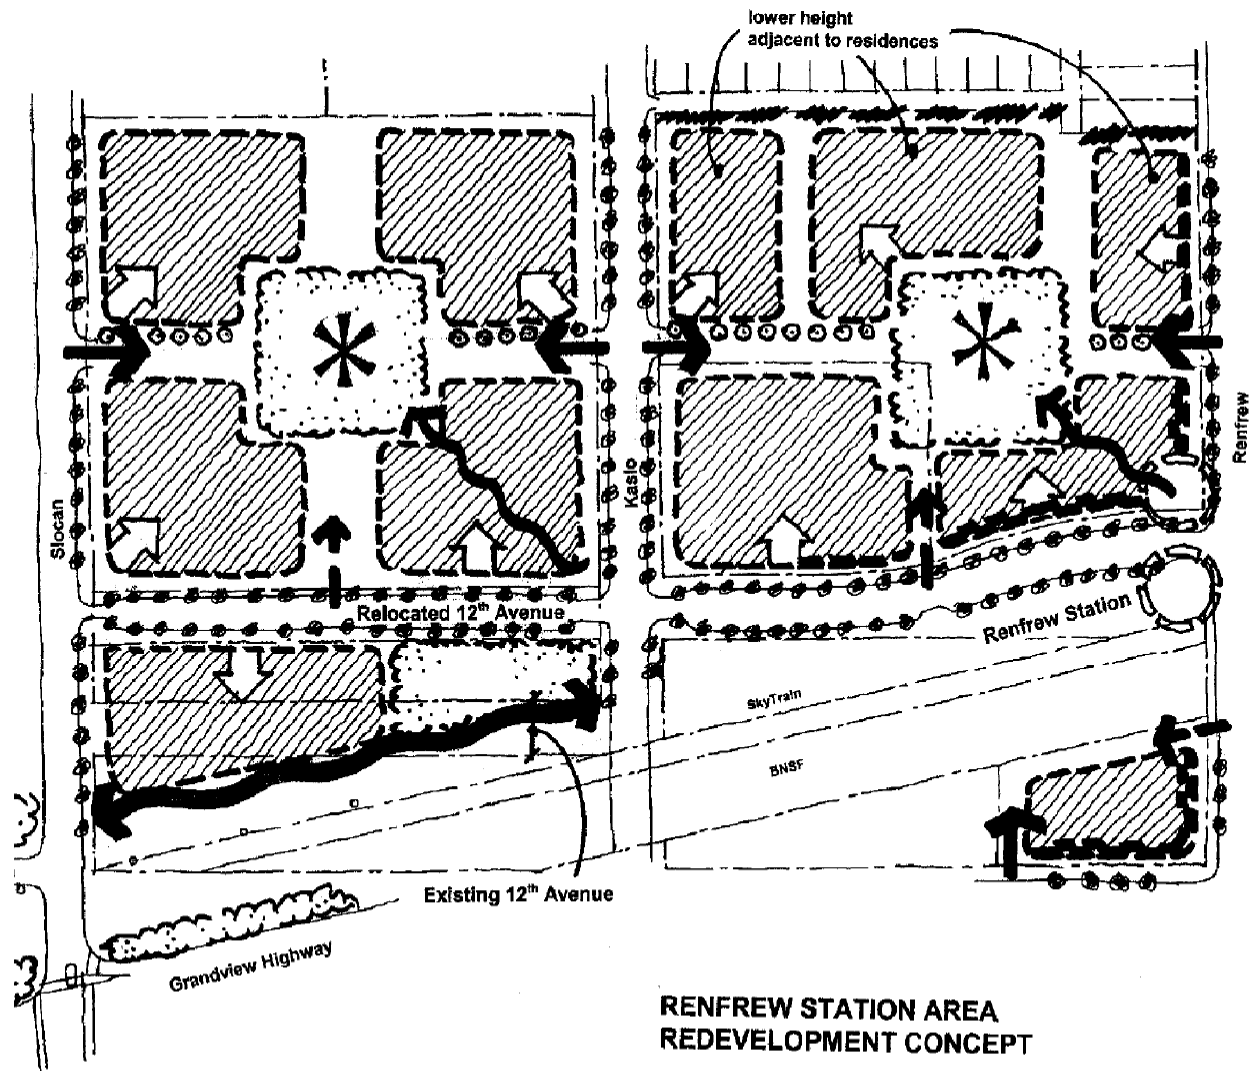 lower height
adjacent to residences
Slocan
Kaslo
Renfrew
Relocated 12th Avenue
Renfrew Station
SkyTrain
BNSF
Existing 12th Avenue
Grandview Highway
RENFREW STATION AREA
REDEVELOPMENT CONCEPT